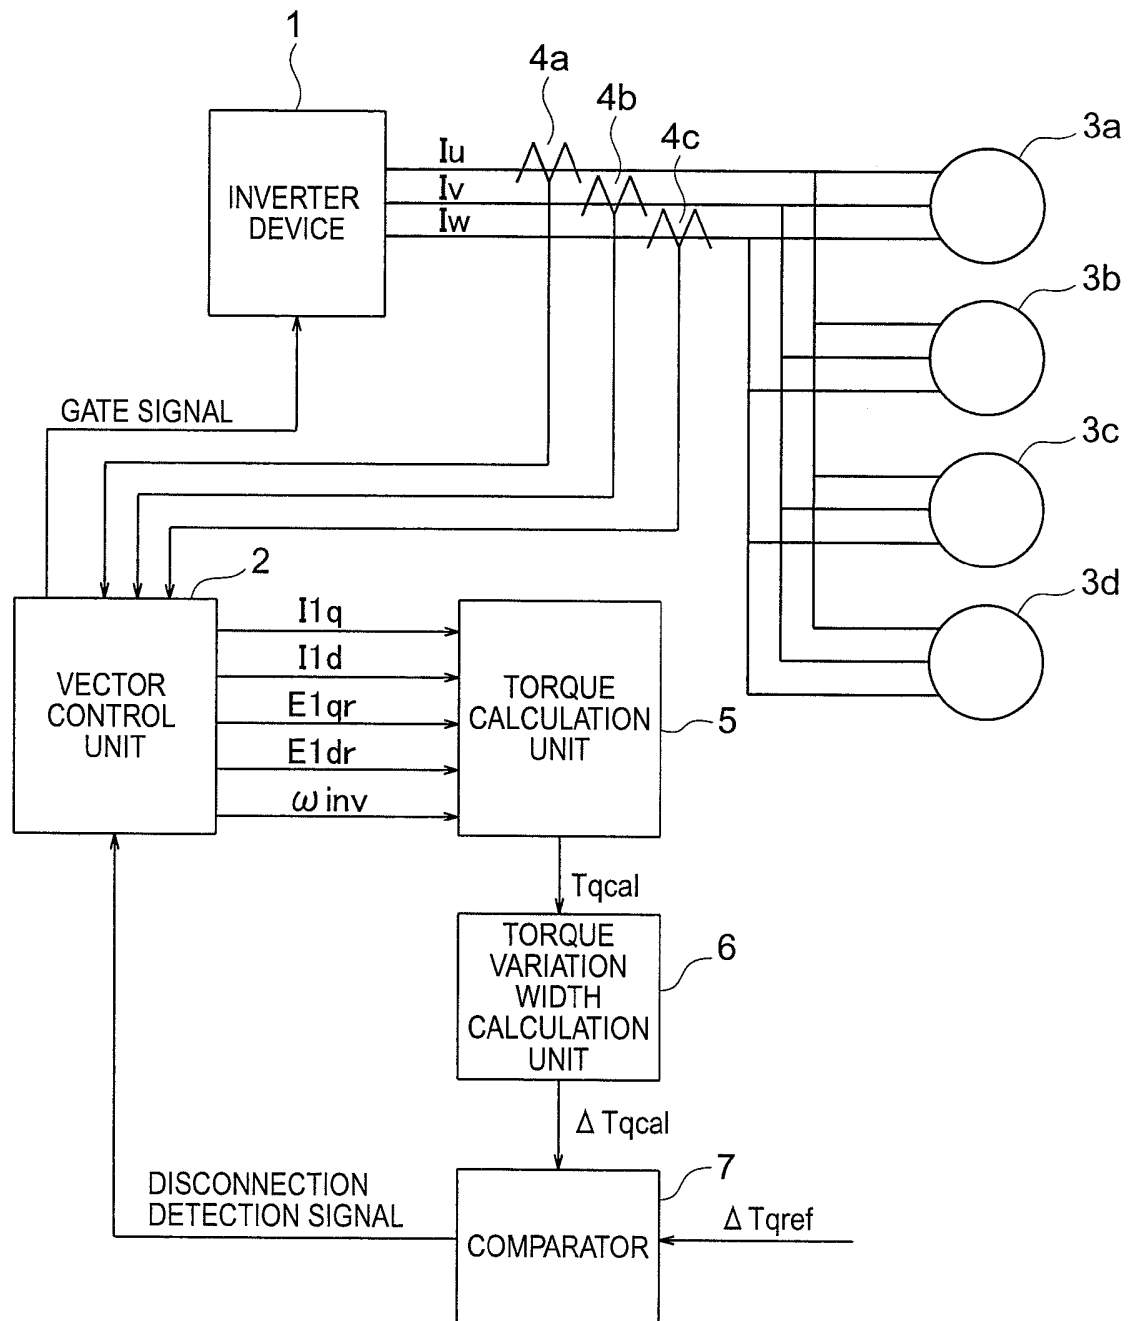 1
4a
4b
4c
3a
Iu
Iv
Iw
INVERTER
DEVICE
3b
GATE SIGNAL
3c
2
3d
I1q
I1d
E1qr
E1dr
ωinv
VECTOR
CONTROL
UNIT
TORQUE
CALCULATION
UNIT
5
Tqcal
TORQUE
VARIATION
WIDTH
CALCULATION
UNIT
6
Δ Tqcal
7
DISCONNECTION
DETECTION SIGNAL
COMPARATOR
Δ Tqref